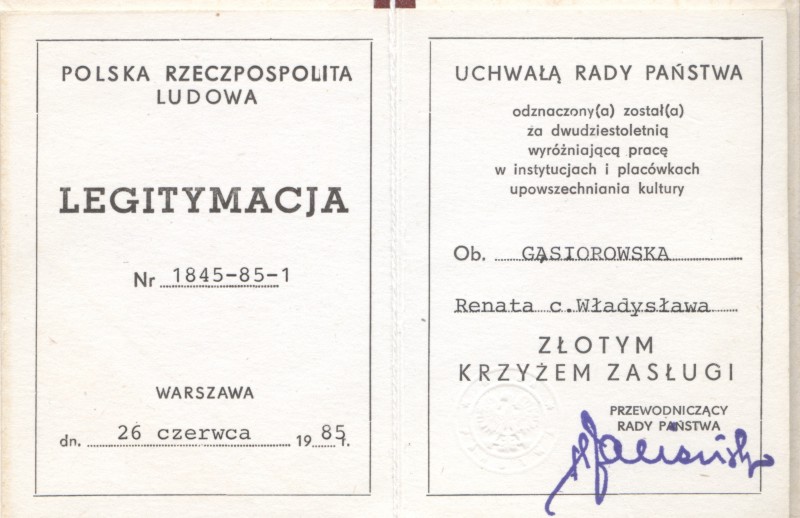 POLSKA RZECZPOSPOLITA
LUDOWA
LEGITYMACJA
Nr 1845-85-1
WARSZAWA
dn. 26 czerwca 1985r.
UCHWAŁĄ RADY PAŃSTWA
odznaczony(a) został(a)
za dwudziestoletnią
wyróżniającą pracę
w instytucjach i placówkach
upowszechniania kultury
Ob. GĄSIOROWSKA
Renata c.Władysława
ZŁOTYM
KRZYŻEM ZASŁUGI
PRZEWODNICZĄCY
RADY PAŃSTWA